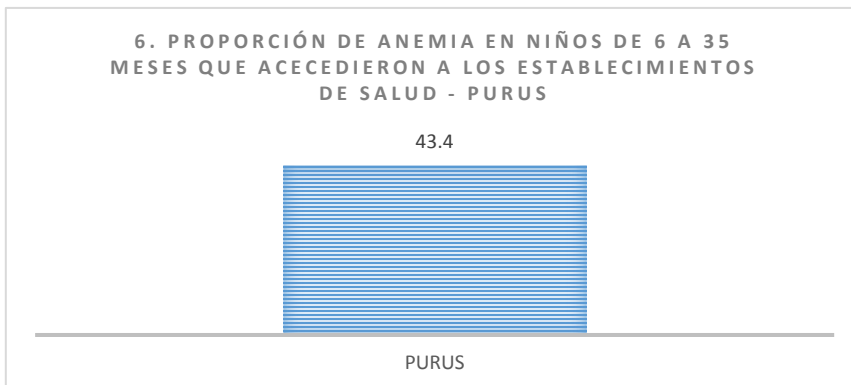 6. PROPORCIÓN DE ANEMIA EN NIÑOS DE 6 A 35
MESES QUE ACECEDIERON A LOS ESTABLECIMIENTOS
DE SALUD - PURUS
43.4
PURUS